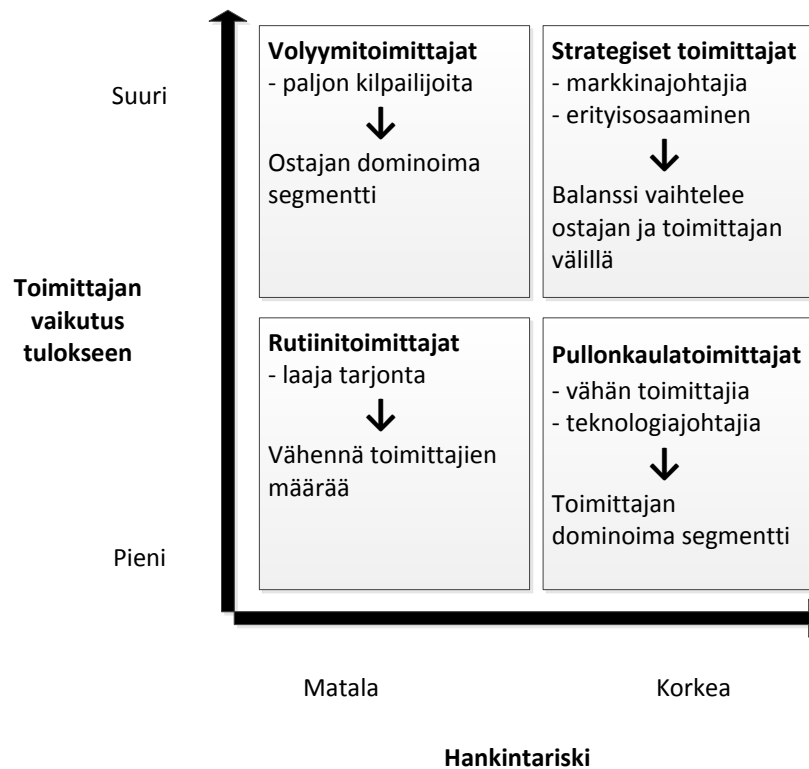 Volyymitoimittajat
- paljon kilpailijoita
Ostajan dominoima
segmentti
Strategiset toimittajat
- markkinajohtajia
- erityisosaaminen
Balanssi vaihtelee
ostajan ja toimittajan
välillä
Suuri
Toimittajan
vaikutus
tulokseen
Rutiinitoimittajat
- laaja tarjonta
Vähennä toimittajien
määrää
Pullonkaulatoimittajat
- vähän toimittajia
- teknologiajohtajia
Toimittajan
dominoima segmentti
Pieni
Matala
Korkea
Hankintariski